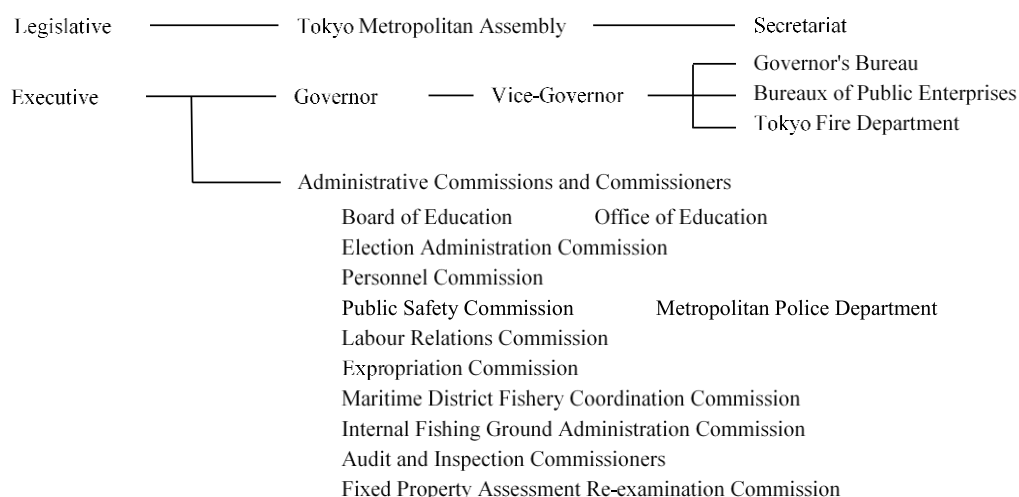 Legislative Tokyo Metropolitan Assembly Secretariat
Governor's Bureau
Executive Governor Vice-Governor Bureaux of Public Enterprises
Tokyo Fire Department
Administrative Commissions and Commissioners
Board of Education Office of Education
Election Administration Commission
Personnel Commission
Public Safety Commission Metropolitan Police Department
Labour Relations Commission
Expropriation Commission
Maritime District Fishery Coordination Commission
Internal Fishing Ground Administration Commission
Audit and Inspection Commissioners
Fixed Property Assessment Re-examination Commission